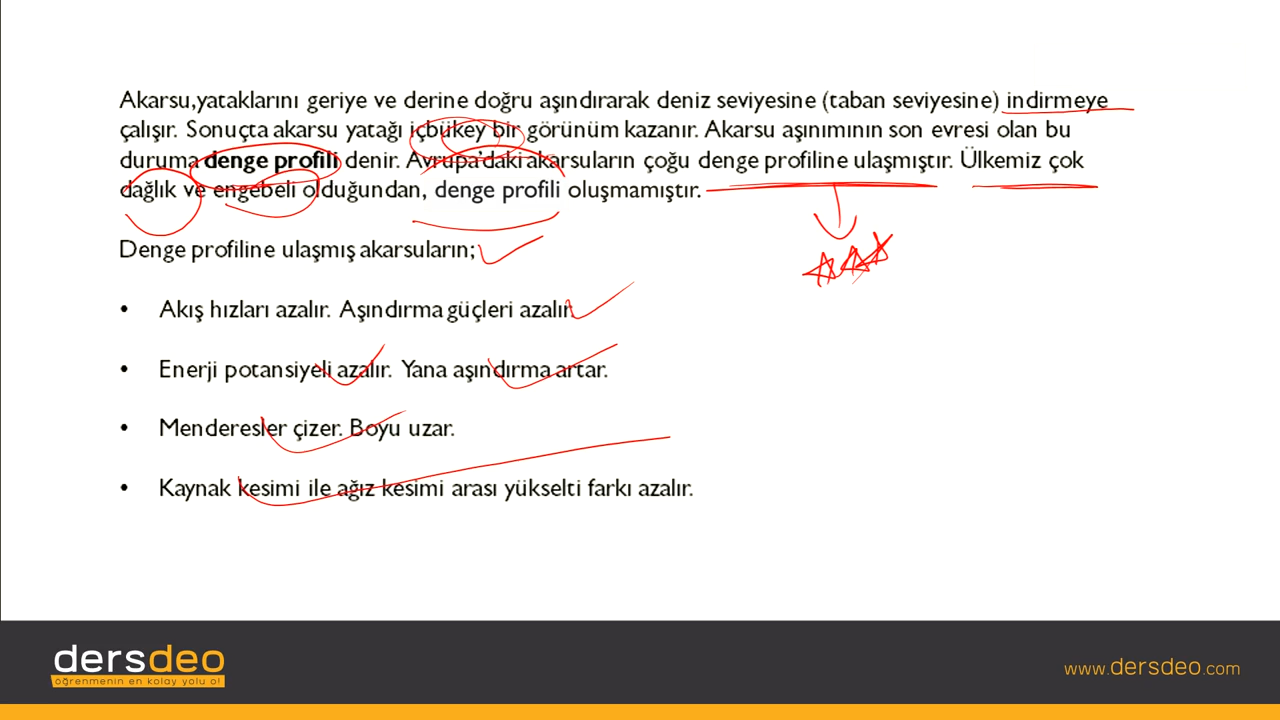 Akarsu,yataklarını geriye ve derine doğru aşındırarak deniz seviyesine (taban seviyesine) indirmeye
çalışır. Sonuçta akarsu yatağı içbükey bir görünüm kazanır. Akarsu aşınımının son evresi olan bu
duruma denge profili denir. Avrupa'daki akarsuların çoğu denge profiline ulaşmıştır. Ülkemiz çok
dağlık ve engebeli olduğundan, denge profili oluşmamıştır.
Denge profiline ulaşmış akarsuların;
• Akış hızları azalır. Aşındırma güçleri azalır.
• Enerji potansiyeli azalır. Yana aşındırma artar.
• Menderesler çizer. Boyu uzar.
• Kaynak kesimi ile ağız kesimi arası yükselti farkı azalır.
dersdeo
öğrenmenin en kolay yolu o!
www.dersdeo.com